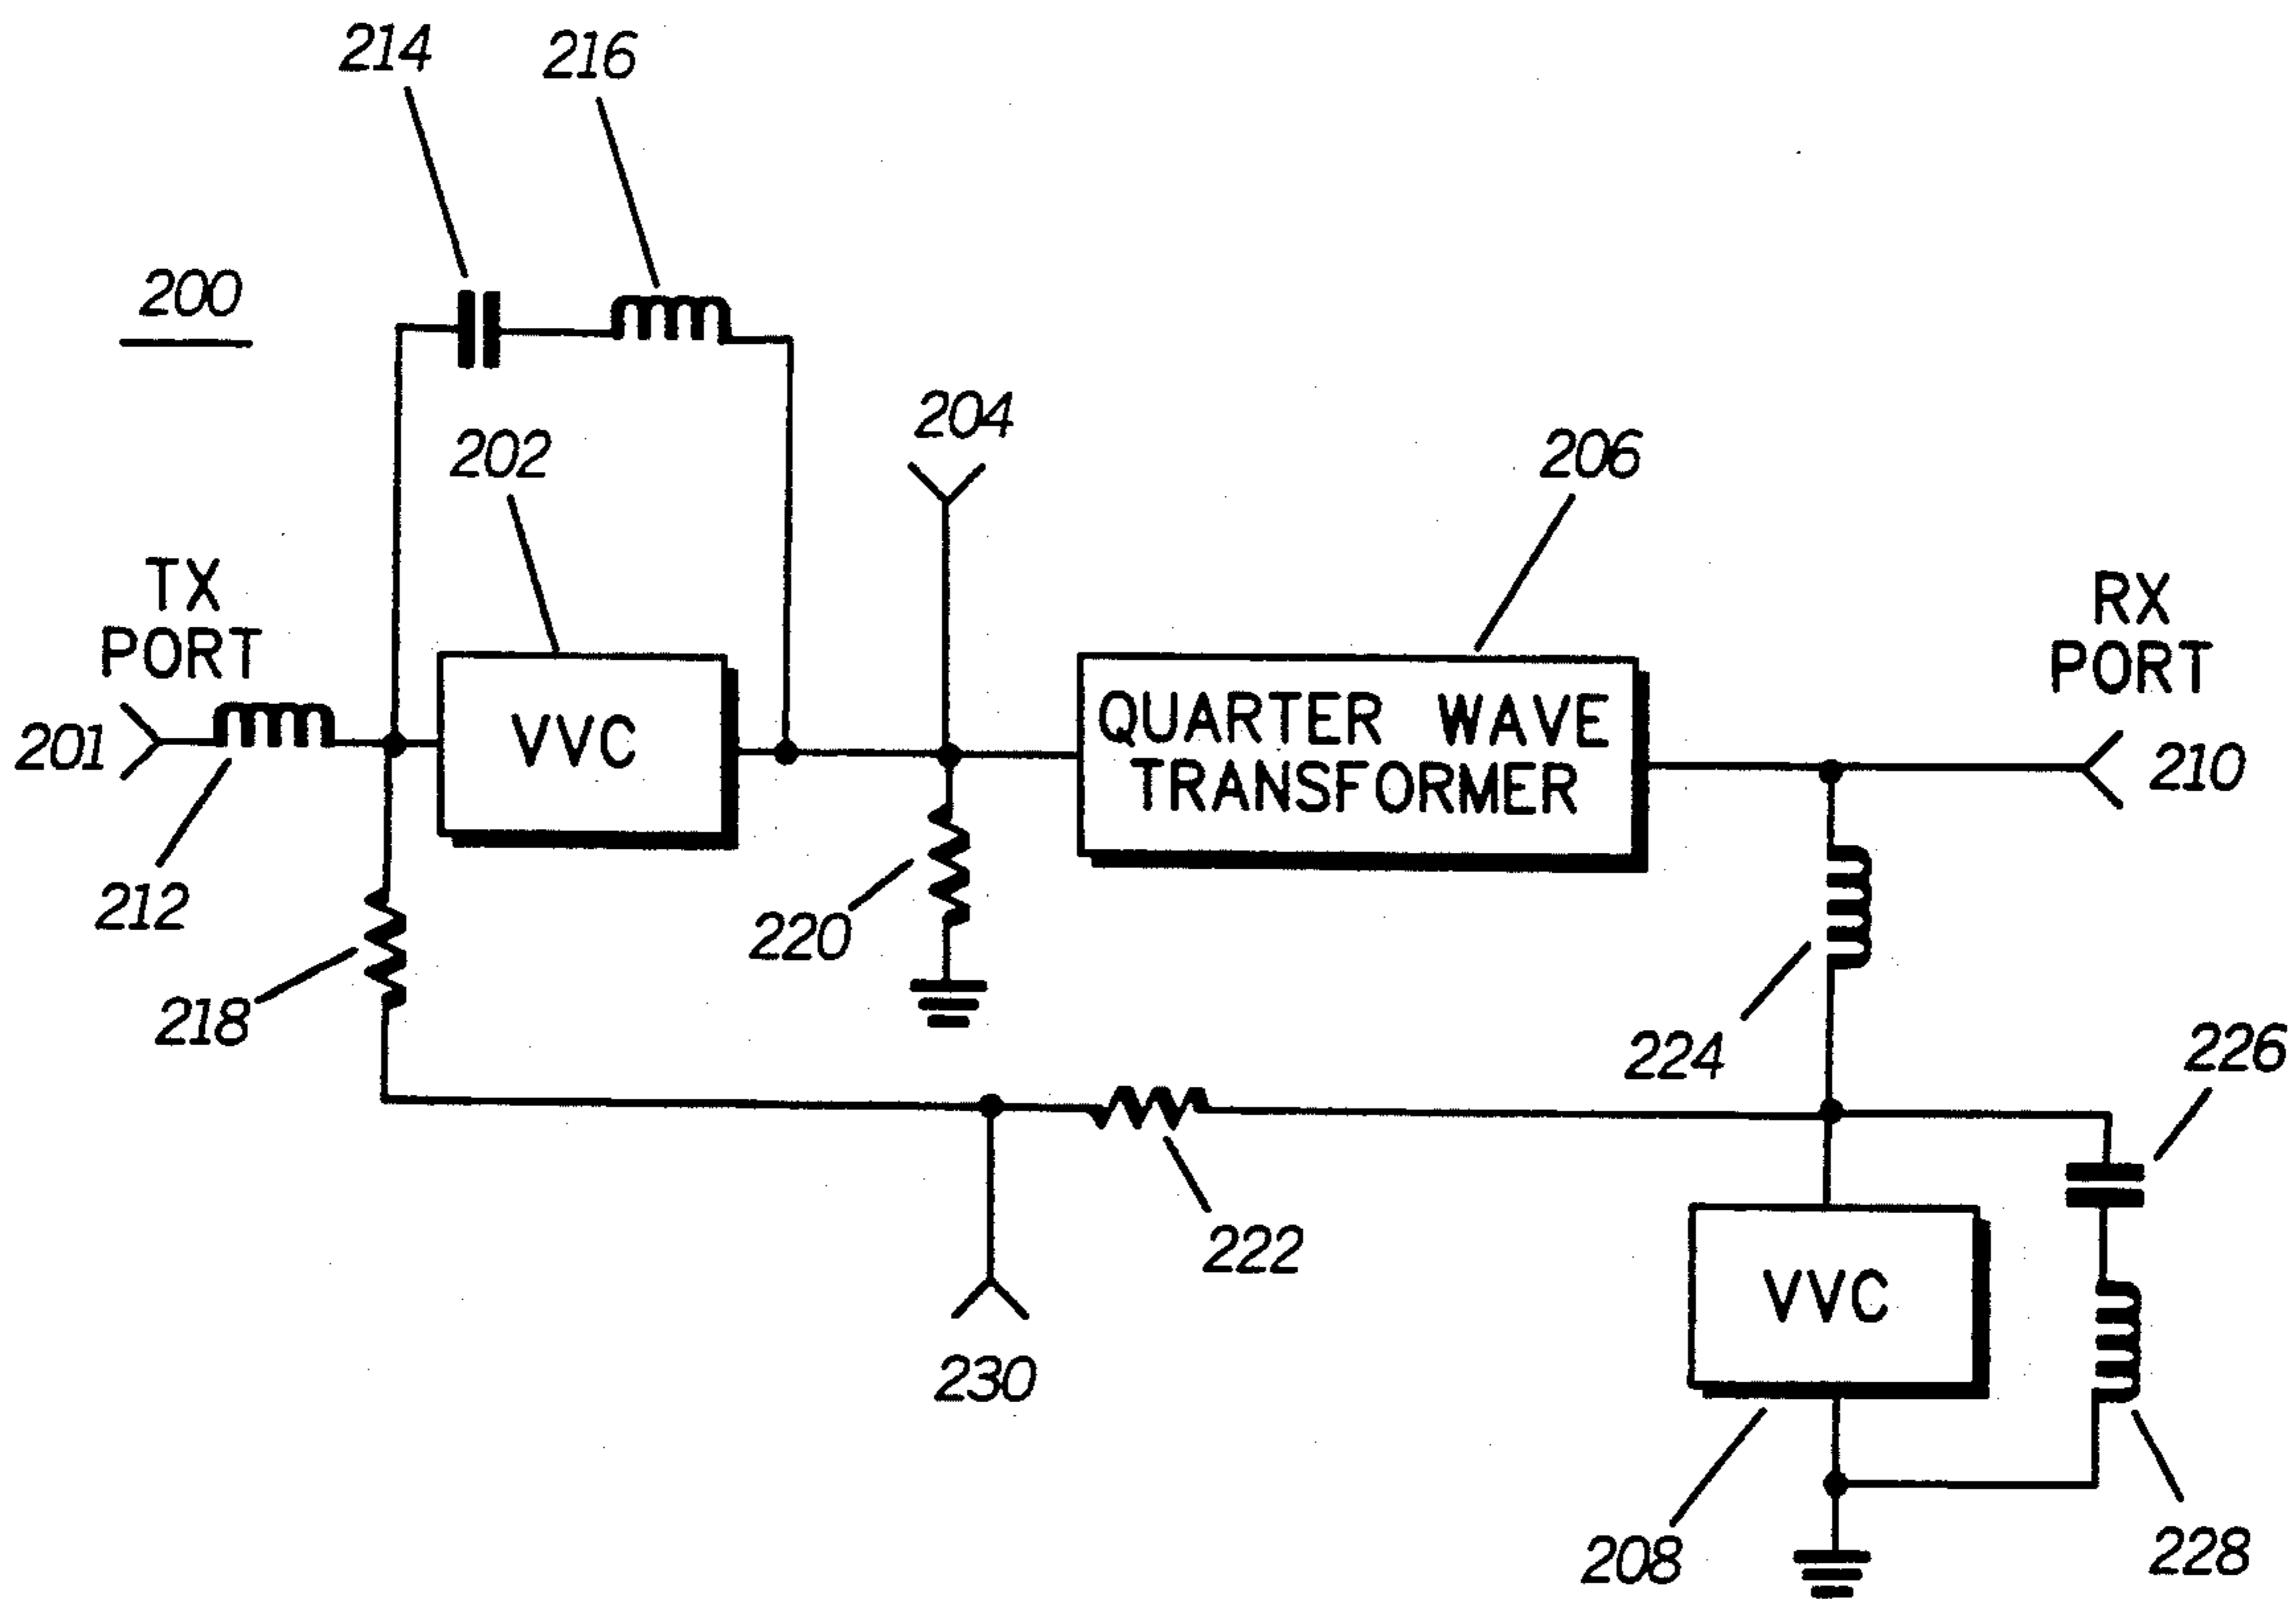 214
216
200
202
204
206
TX
PORT
RX
PORT
201
VVC
QUARTER WAVE
TRANSFORMER
210
212
220
218
224
226
222
230
VVC
208
228